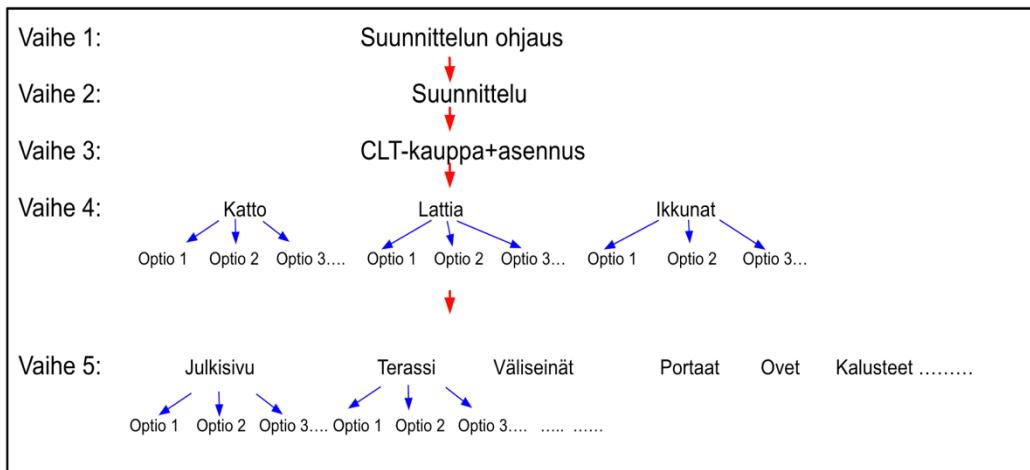 Vaihe 1: Suunnittelun ohjaus
Vaihe 2: Suunnittelu
Vaihe 3: CLT-kauppa+asennus
Vaihe 4: Katto Lattia Ikkunat
Optio 1 Optio 2 Optio 3.... Optio 1 Optio 2 Optio 3... Optio 1 Optio 2 Optio 3...
Vaihe 5: Julkisivu Terassi Väliseinät Portaat Ovet Kalusteet .........
Optio 1 Optio 2 Optio 3.... Optio 1 Optio 2 Optio 3.... ..... ......